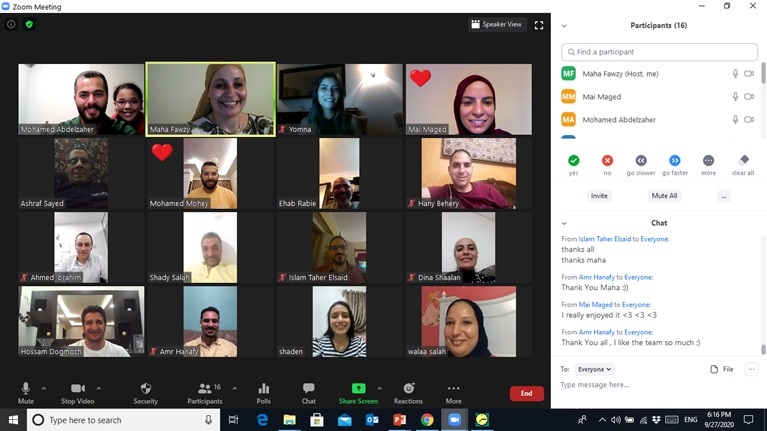 Zoom Meeting
Speaker View
Mohamed Abdelzaher
Maha Fawzy
Yomna
Mai Maged
Ashraf Sayed
Mohamed Mohey
Ehab Rabie
Hany Behery
Ahmed Ibrahim
Shady Salah
Islam Taher Elsaid
Dina Shaalan
Hossam Dogmoch
Amr Hanafy
shaden
walaa salah
Mute
Stop Video
Security
16
Participants
Polls
Chat
Share Screen
Reactions
More
End
Participants (16)
Find a participant
MF Maha Fawzy (Host, me)
MM Mai Maged
MA Mohamed Abdelzaher
yes no go slower go faster more clear all
Invite Mute All ...
Chat
From Islam Taher Elsaid to Everyone:
thanks all
thanks maha
From Amr Hanafy to Everyone:
Thank You Maha :))
From Mai Maged to Everyone:
I really enjoyed it <3 <3 <3
From Amr Hanafy to Everyone:
Thank You all . I like the team so much :)
To: Everyone File ...
Type message here...
Type here to search
ENG
6:16 PM
9/27/2020